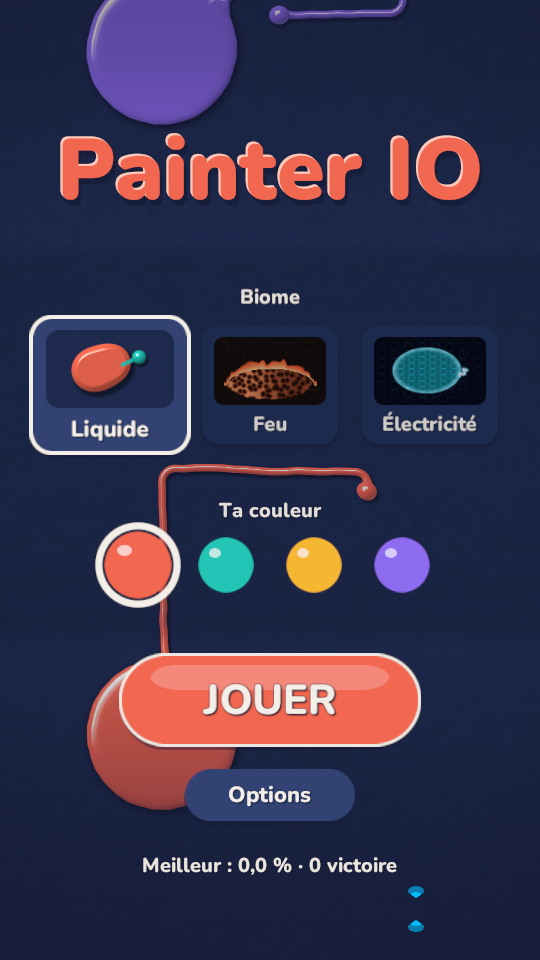 Painter IO
Biome
Liquide
Feu
Électricité
Ta couleur
JOUER
Options
Meilleur : 0,0 % · 0 victoire